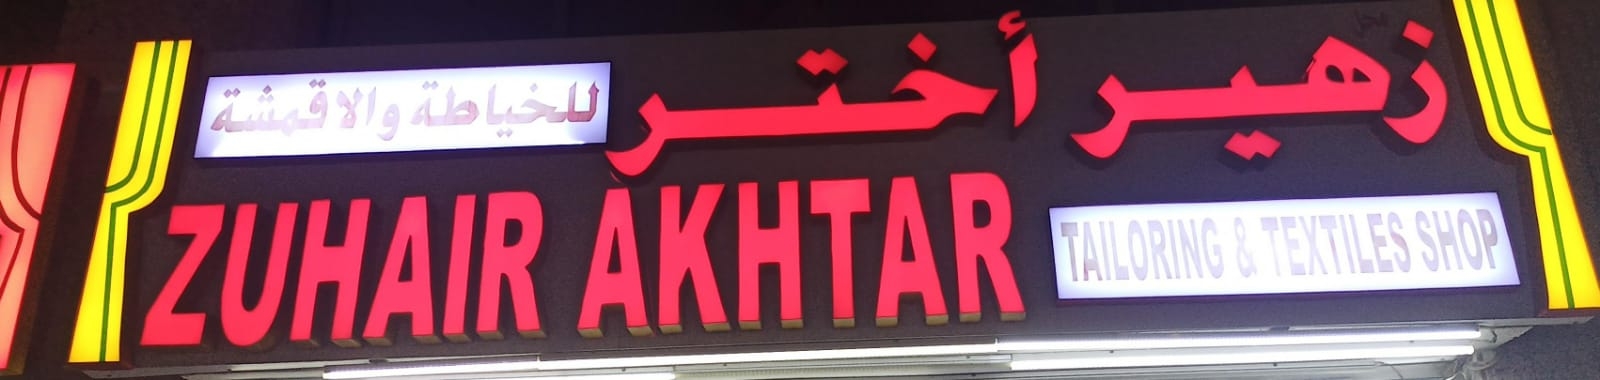 زهير أختر
للخياطة والاقمشة
ZUHAIR AKHTAR
TAILORING & TEXTILES SHOP